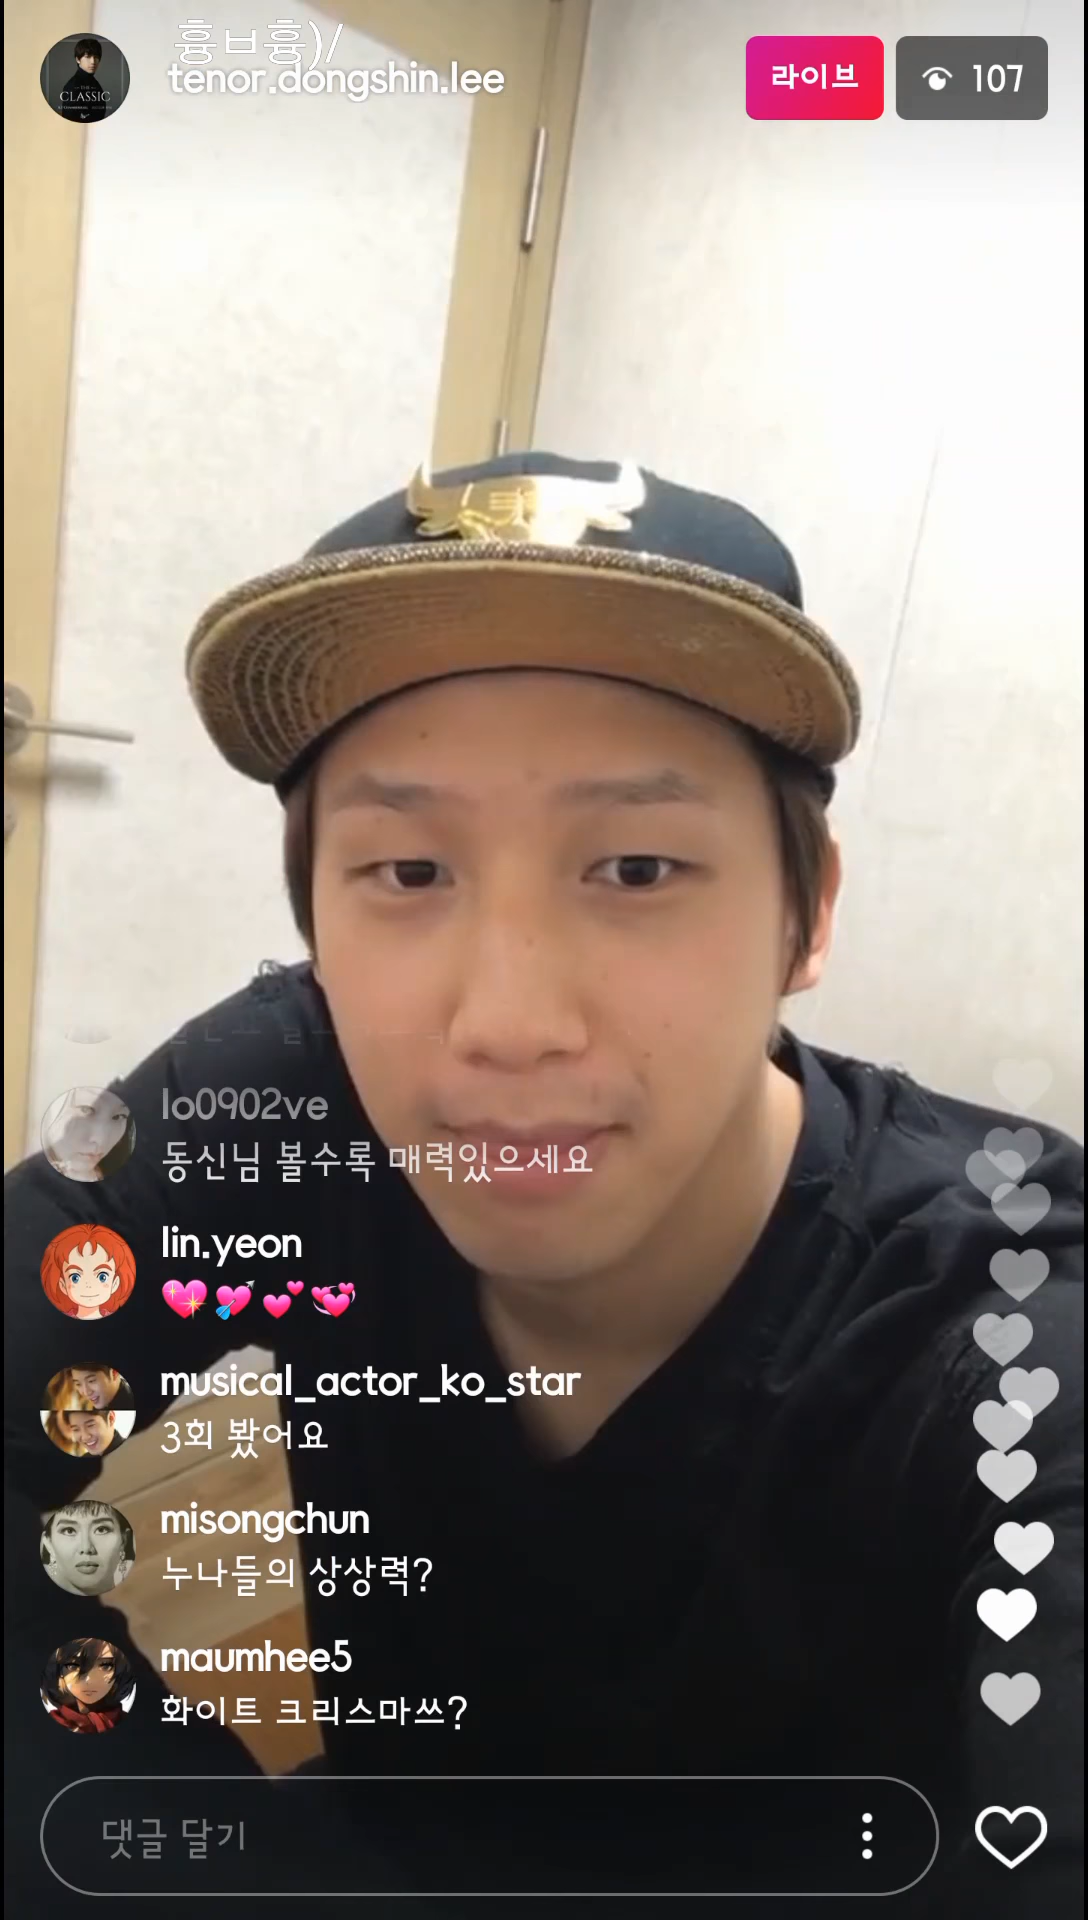 흉ㅂ흉)/
tenor.dongshin.lee
라이브
107
CLASSIC
lo0902ve
동신님 볼수록 매력있으세요
lin.yeon
💖💘💕💞
musical_actor_ko_star
3회 봤어요
misongchun
누나들의 상상력?
maumhee5
화이트 크리스마쓰?
댓글 달기